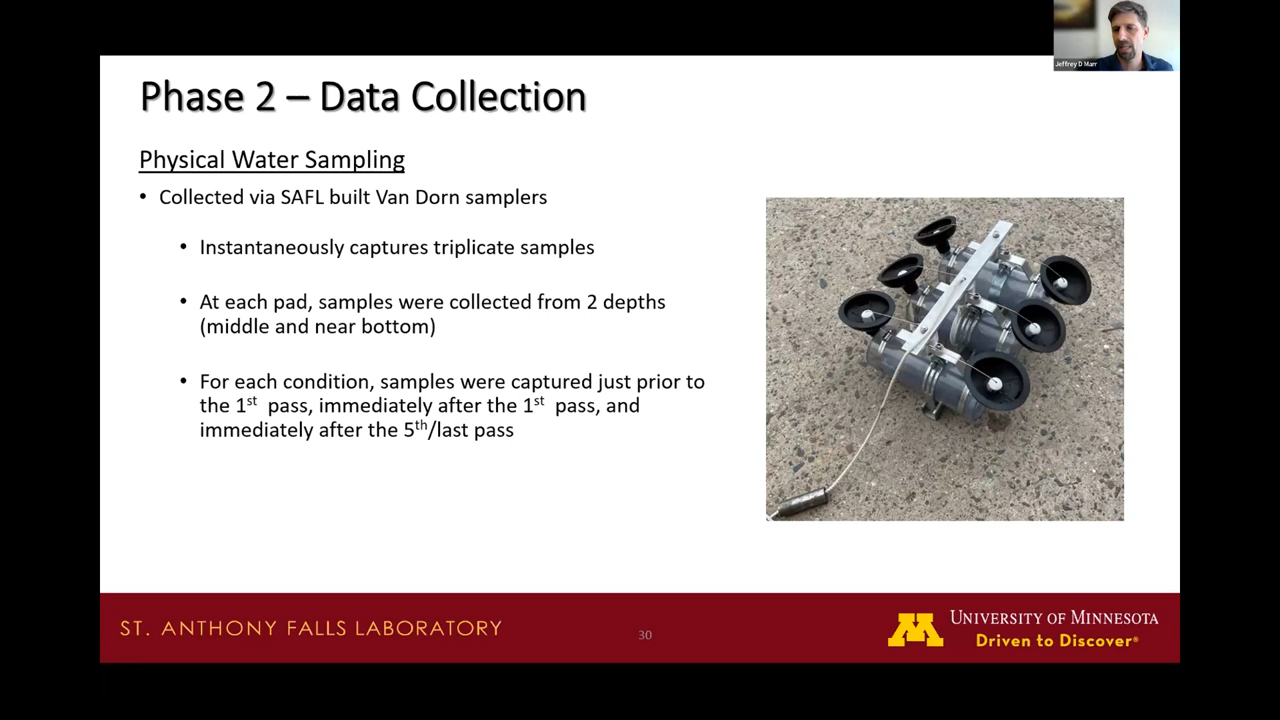 Jeffrey D Marr
Phase 2 – Data Collection
Physical Water Sampling
• Collected via SAFL built Van Dorn samplers
• Instantaneously captures triplicate samples
• At each pad, samples were collected from 2 depths
(middle and near bottom)
• For each condition, samples were captured just prior to
the 1st pass, immediately after the 1st pass, and
immediately after the 5th/last pass
ST. ANTHONY FALLS LABORATORY
30
M
UNIVERSITY OF MINNESOTA
Driven to Discover®